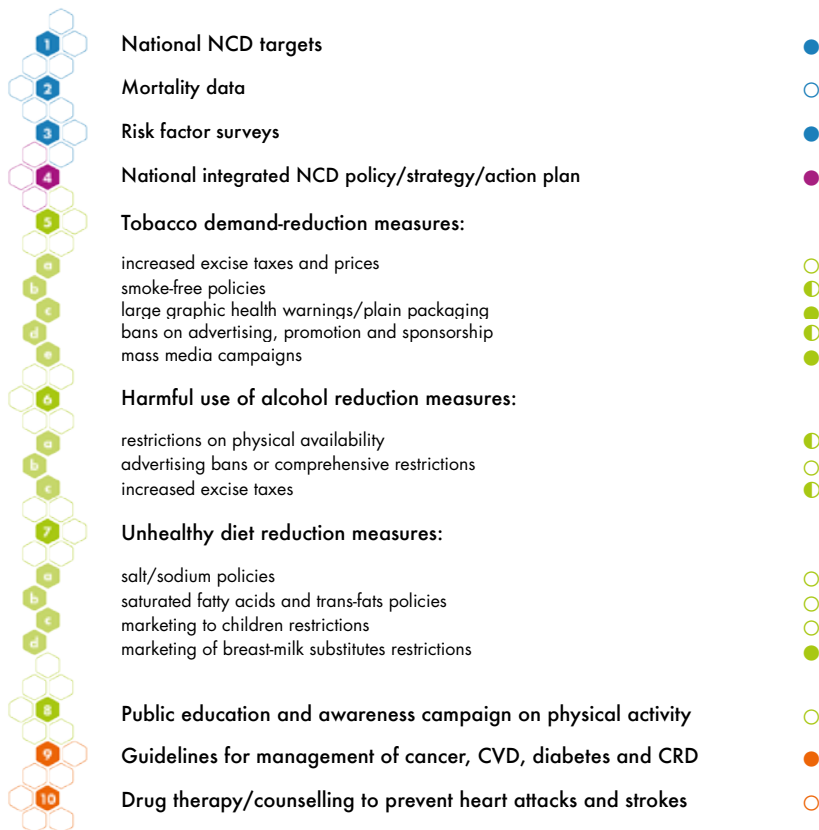 1 National NCD targets
2 Mortality data
3 Risk factor surveys
4 National integrated NCD policy/strategy/action plan
5 Tobacco demand-reduction measures:
a increased excise taxes and prices
b smoke-free policies
c large graphic health warnings/plain packaging
d bans on advertising, promotion and sponsorship
e mass media campaigns
6 Harmful use of alcohol reduction measures:
a restrictions on physical availability
b advertising bans or comprehensive restrictions
c increased excise taxes
7 Unhealthy diet reduction measures:
a salt/sodium policies
b saturated fatty acids and trans-fats policies
c marketing to children restrictions
d marketing of breast-milk substitutes restrictions
8 Public education and awareness campaign on physical activity
9 Guidelines for management of cancer, CVD, diabetes and CRD
10 Drug therapy/counselling to prevent heart attacks and strokes